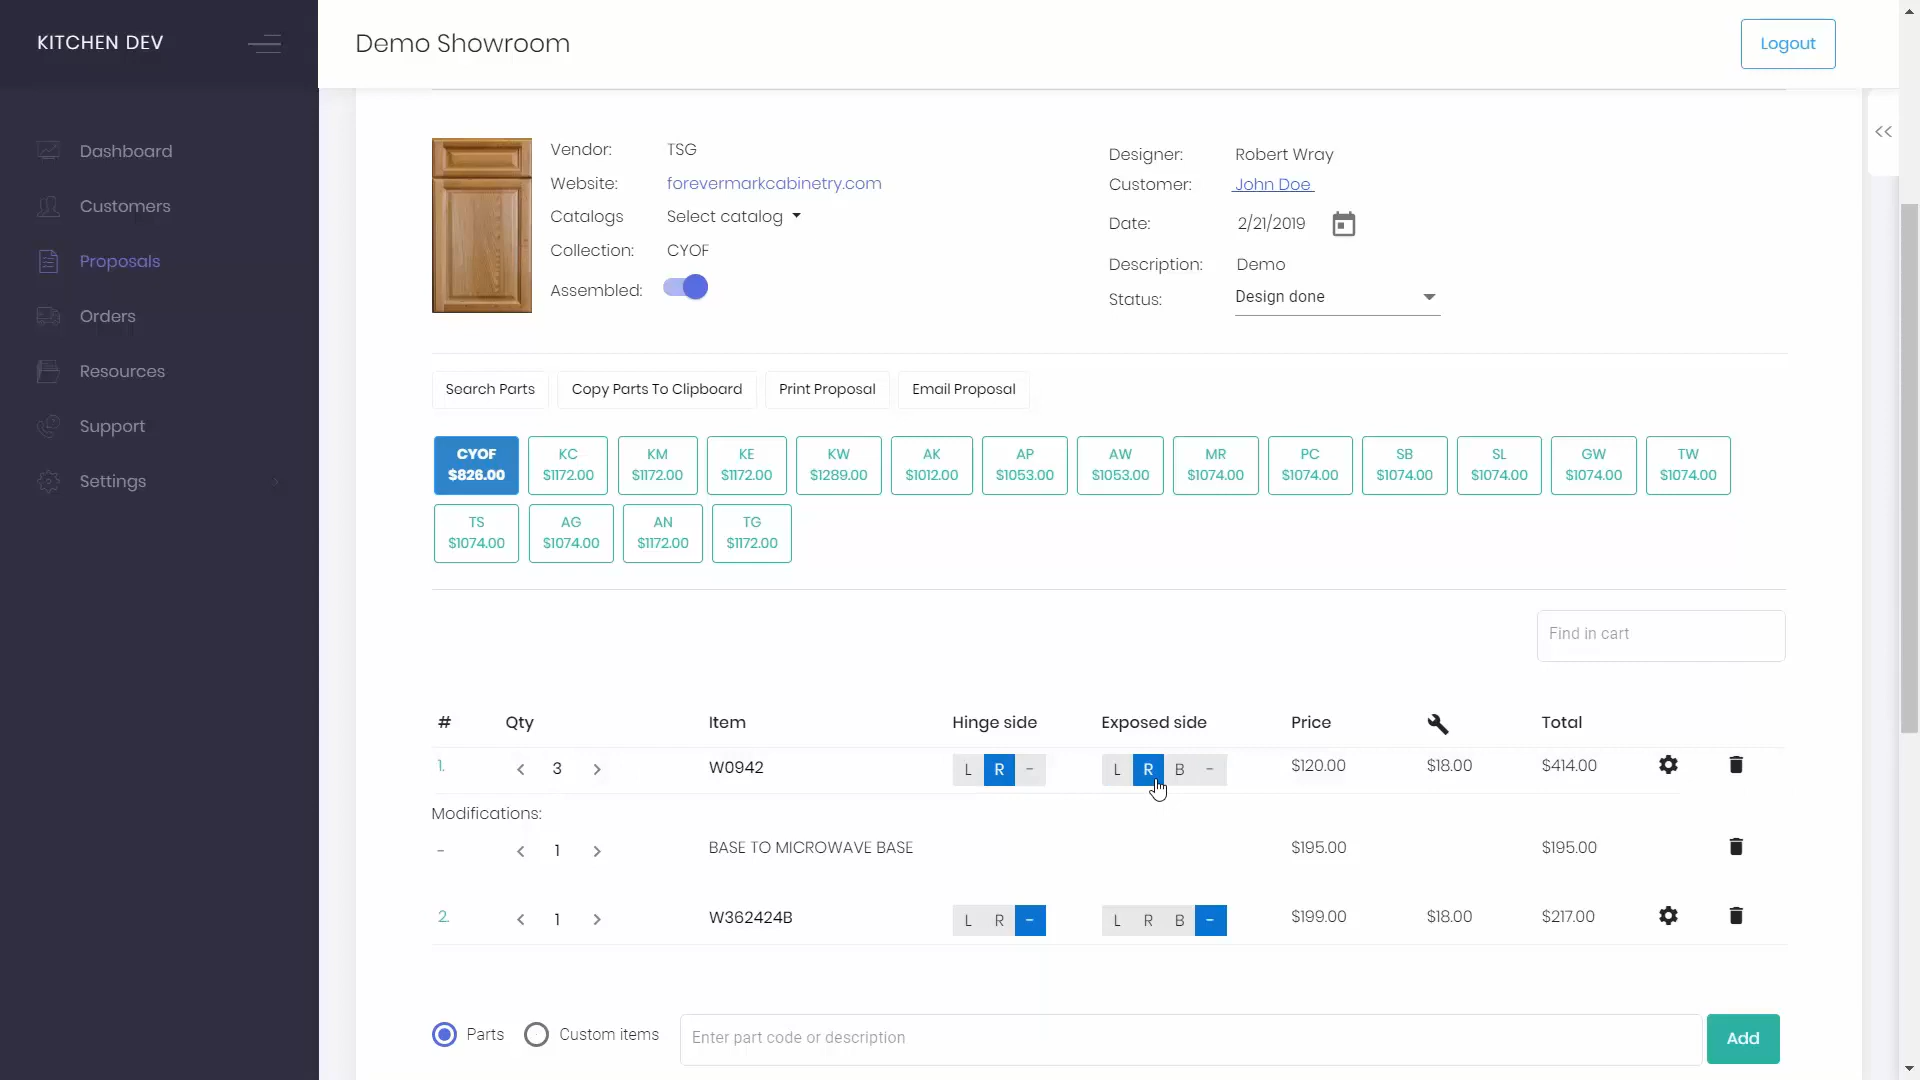 KITCHEN DEV
Demo Showroom
Logout
Dashboard
Customers
Proposals
Orders
Resources
Support
Settings
Vendor: TSG
Website: forevermarkcabinetry.com
Catalogs Select catalog
Collection: CYOF
Assembled:
Designer: Robert Wray
Customer: John Doe
Date: 2/21/2019
Description: Demo
Status: Design done
Search Parts Copy Parts To Clipboard Print Proposal Email Proposal
CYOF KC KM KE KW AK AP AW MR PC SB SL GW TW
$826.00 $1172.00 $1172.00 $1172.00 $1289.00 $1012.00 $1053.00 $1053.00 $1074.00 $1074.00 $1074.00 $1074.00 $1074.00 $1074.00
TS AG AN TG
$1074.00 $1074.00 $1172.00 $1172.00
Find in cart
# Qty Item Hinge side Exposed side Price Total
1. < 3 > W0942 L R - L R B - $120.00 $18.00 $414.00
Modifications:
- < 1 > BASE TO MICROWAVE BASE $195.00 $195.00
2. < 1 > W362424B L R - L R B - $199.00 $18.00 $217.00
Parts Custom items Enter part code or description Add